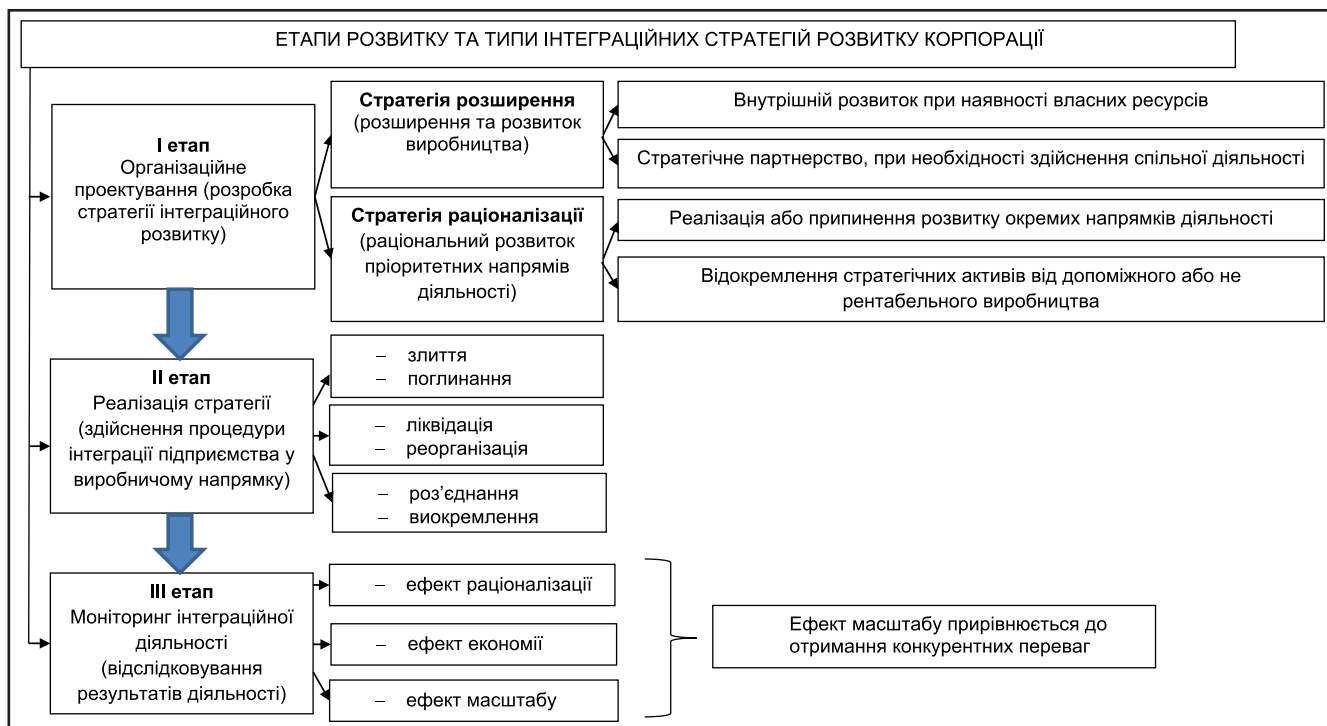 ЕТАПИ РОЗВИТКУ ТА ТИПИ ІНТЕГРАЦІЙНИХ СТРАТЕГІЙ РОЗВИТКУ КОРПОРАЦІЇ
І етап
Організаційне
проектування (розробка
стратегії інтеграційного
розвитку)
Стратегія розширення
(розширення та розвиток
виробництва)
Внутрішній розвиток при наявності власних ресурсів
Стратегічне партнерство, при необхідності здійснення спільної діяльності
Стратегія раціоналізації
(раціональний розвиток
пріоритетних напрямів
діяльності)
Реалізація або припинення розвитку окремих напрямків діяльності
Відокремлення стратегічних активів від допоміжного або не
рентабельного виробництва
ІІ етап
Реалізація стратегії
(здійснення процедури
інтеграції підприємства у
виробничому напрямку)
– злиття
– поглинання
– ліквідація
– реорганізація
– роз’єднання
– виокремлення
ІІІ етап
Моніторинг інтеграційної
діяльності
(відслідковування
результатів діяльності)
– ефект раціоналізації
– ефект економії
– ефект масштабу
Ефект масштабу прирівнюється до
отримання конкурентних переваг